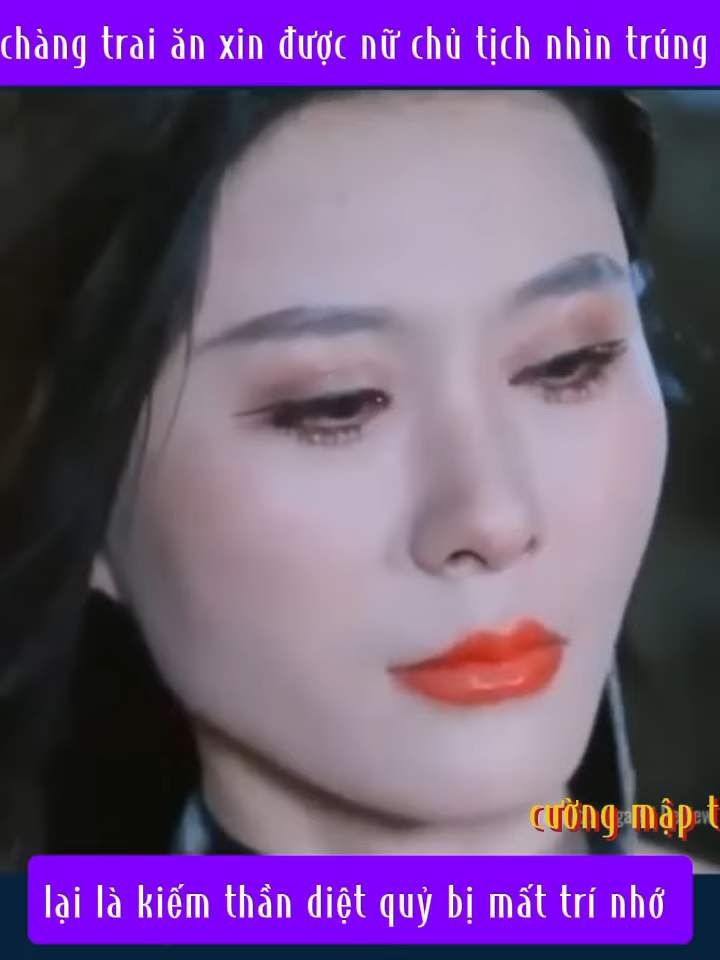 chàng trai ăn xin được nữ chủ tịch nhìn trúng
cường mập t
lại là kiếm thần diệt quỷ bị mất trí nhớ